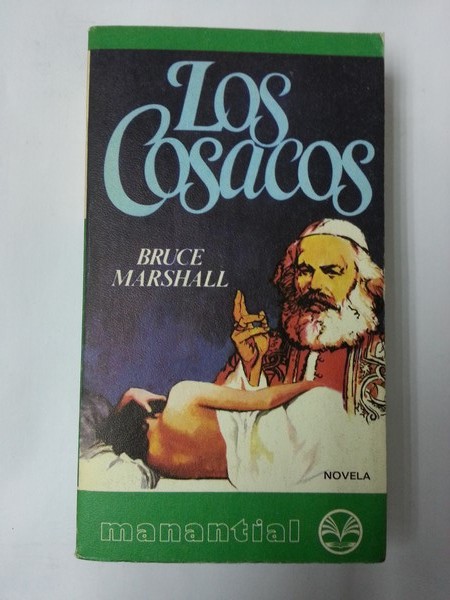 Los
Cosacos
BRUCE
MARSHALL
NOVELA
manantial